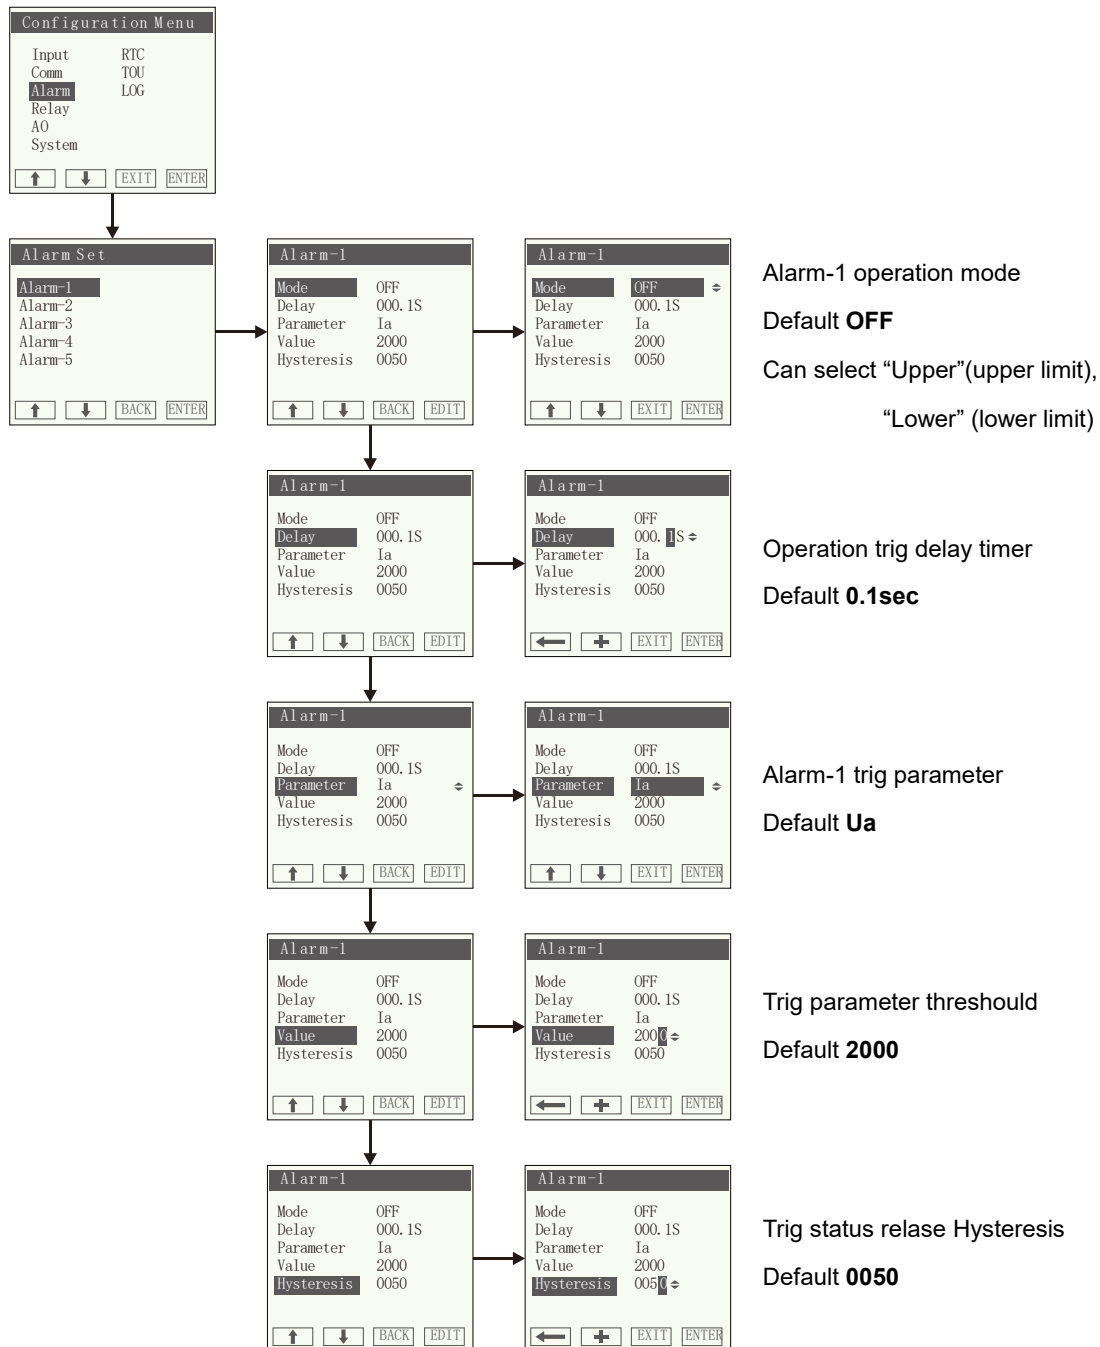 Configuration Menu
Input RTC
Comm TOU
Alarm LOG
Relay
AO
System
EXIT ENTER
Alarm Set
Alarm-1
Alarm-2
Alarm-3
Alarm-4
Alarm-5
BACK ENTER
Alarm-1
Mode OFF
Delay 000.1S
Parameter Ia
Value 2000
Hysteresis 0050
BACK EDIT
Alarm-1
Mode OFF
Delay 000.1S
Parameter Ia
Value 2000
Hysteresis 0050
EXIT ENTER
Alarm-1 operation mode
Default OFF
Can select “Upper”(upper limit),
“Lower” (lower limit)
Alarm-1
Mode OFF
Delay 000.1S
Parameter Ia
Value 2000
Hysteresis 0050
BACK EDIT
Alarm-1
Mode OFF
Delay 000.1S
Parameter Ia
Value 2000
Hysteresis 0050
EXIT ENTER
Operation trig delay timer
Default 0.1sec
Alarm-1
Mode OFF
Delay 000.1S
Parameter Ia
Value 2000
Hysteresis 0050
BACK EDIT
Alarm-1
Mode OFF
Delay 000.1S
Parameter Ia
Value 2000
Hysteresis 0050
EXIT ENTER
Alarm-1 trig parameter
Default Ua
Alarm-1
Mode OFF
Delay 000.1S
Parameter Ia
Value 2000
Hysteresis 0050
BACK EDIT
Alarm-1
Mode OFF
Delay 000.1S
Parameter Ia
Value 2000
Hysteresis 0050
EXIT ENTER
Trig parameter threshould
Default 2000
Alarm-1
Mode OFF
Delay 000.1S
Parameter Ia
Value 2000
Hysteresis 0050
BACK EDIT
Alarm-1
Mode OFF
Delay 000.1S
Parameter Ia
Value 2000
Hysteresis 0050
EXIT ENTER
Trig status relase Hysteresis
Default 0050